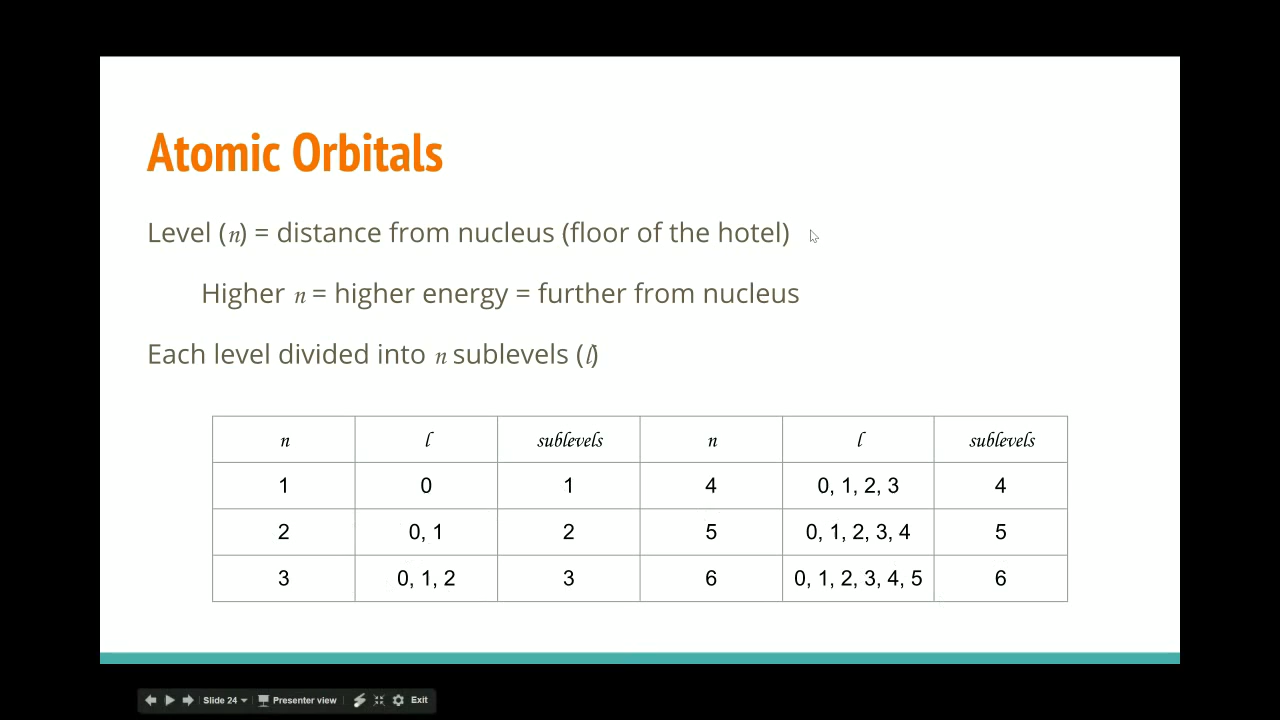 Atomic Orbitals
Level (n) = distance from nucleus (floor of the hotel)
Higher n = higher energy = further from nucleus
Each level divided into n sublevels (l)
n l sublevels n l sublevels
1 0 1 4 0, 1, 2, 3 4
2 0, 1 2 5 0, 1, 2, 3, 4 5
3 0, 1, 2 3 6 0, 1, 2, 3, 4, 5 6
Slide 24 Presenter view Exit